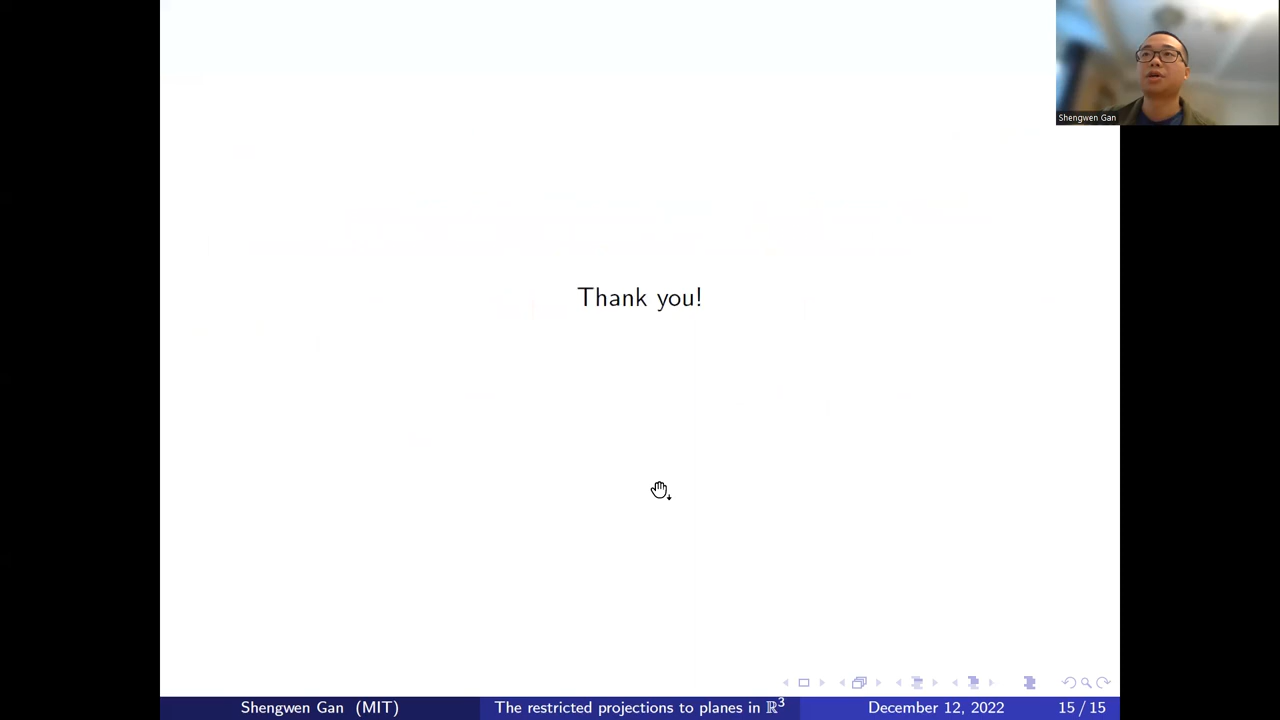 Shengwen Gan
Thank you!
Shengwen Gan (MIT)
The restricted projections to planes in ℝ³
December 12, 2022
15 / 15